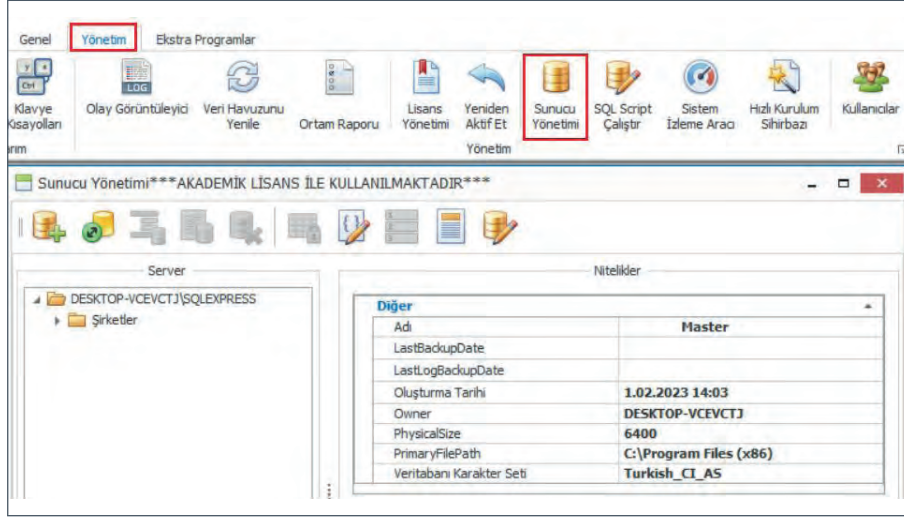 Genel Yönetim Ekstra Programlar
Y
Ctrl
LOG
Klavye Olay Görüntüleyici Veri Havuzunu Ortam Raporu Lisans Yeniden Sunucu SQL Script Sistem Hızlı Kurulum Kullanıcılar
Kısayolları Yenile Yönetimi Aktif Et Yönetimi Çalıştır İzleme Aracı Sihirbazı
Yönetim
Sunucu Yönetimi***AKADEMİK LİSANS İLE KULLANILMAKTADIR***
Server Nitelikler
DESKTOP-VCEVCTJ\SQLEXPRESS
Şirketler
Diğer
Adı Master
LastBackupDate
LastLogBackupDate
Oluşturma Tarihi 1.02.2023 14:03
Owner DESKTOP-VCEVCTJ
PhysicalSize 6400
PrimaryFilePath C:\Program Files (x86)
Veritabanı Karakter Seti Turkish_CI_AS